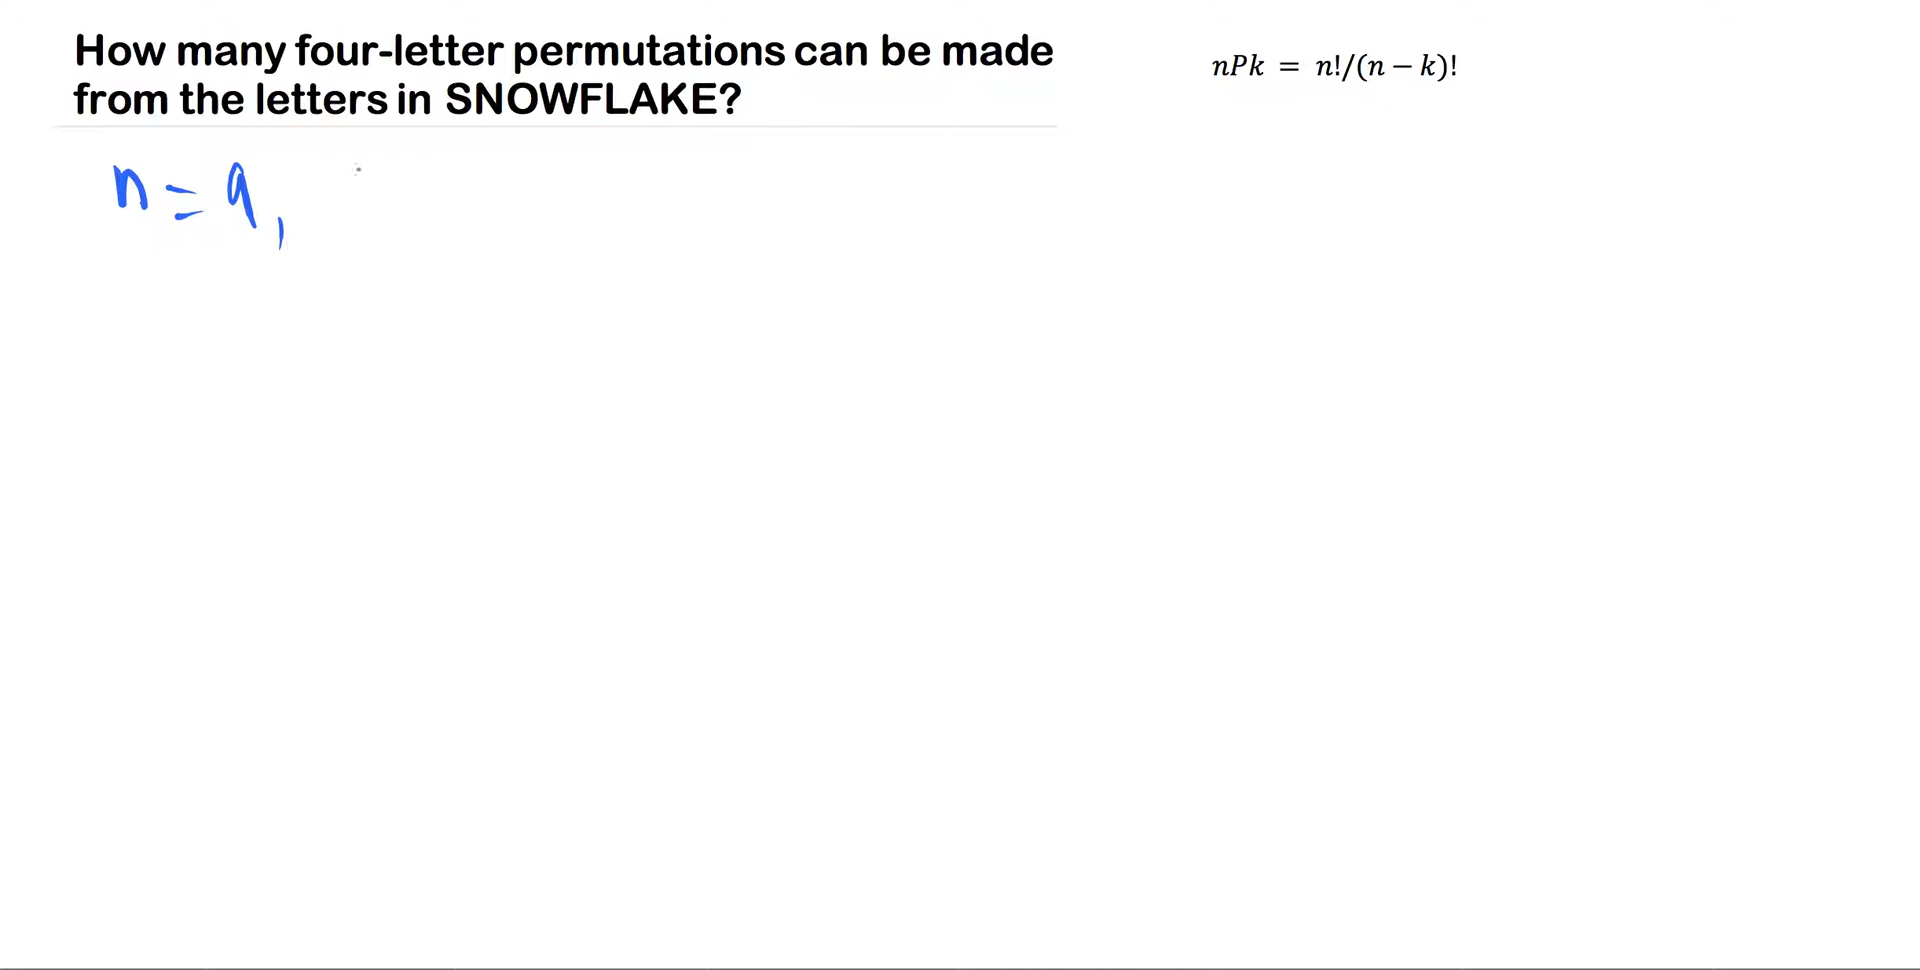 How many four-letter permutations can be made
from the letters in SNOWFLAKE?
nPk = n!/(n − k)!
n = 9,